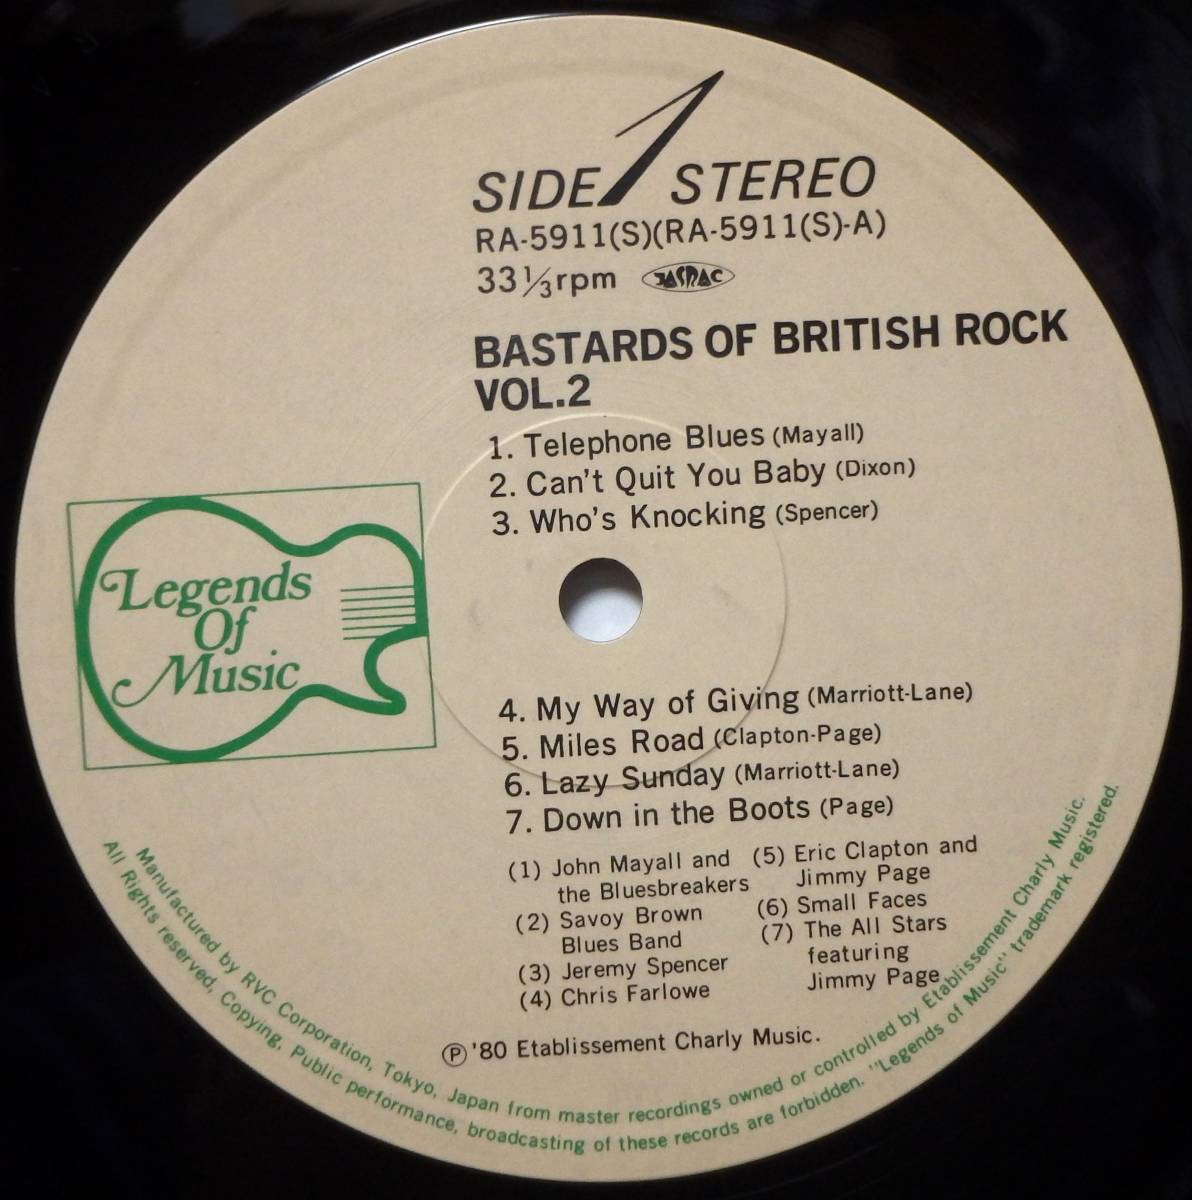 SIDE 1 STEREO
RA-5911(S)(RA-5911(S)-A)
33⅓rpm JASRAC
BASTARDS OF BRITISH ROCK
VOL.2
1. Telephone Blues (Mayall)
2. Can't Quit You Baby (Dixon)
3. Who's Knocking (Spencer)
Legends
Of
Music
4. My Way of Giving (Marriott-Lane)
5. Miles Road (Clapton-Page)
6. Lazy Sunday (Marriott-Lane)
7. Down in the Boots (Page)
(1) John Mayall and
the Bluesbreakers
(2) Savoy Brown
Blues Band
(3) Jeremy Spencer
(4) Chris Farlowe
(5) Eric Clapton and
Jimmy Page
(6) Small Faces
(7) The All Stars
featuring
Jimmy Page
Ⓟ'80 Etablissement Charly Music.
Manufactured by RVC Corporation, Tokyo, Japan from master recordings owned or controlled by Etablissement Charly Music.
All Rights reserved, Copying, Public performance, broadcasting of these records are forbidden. "Legends of Music" trademark registered.